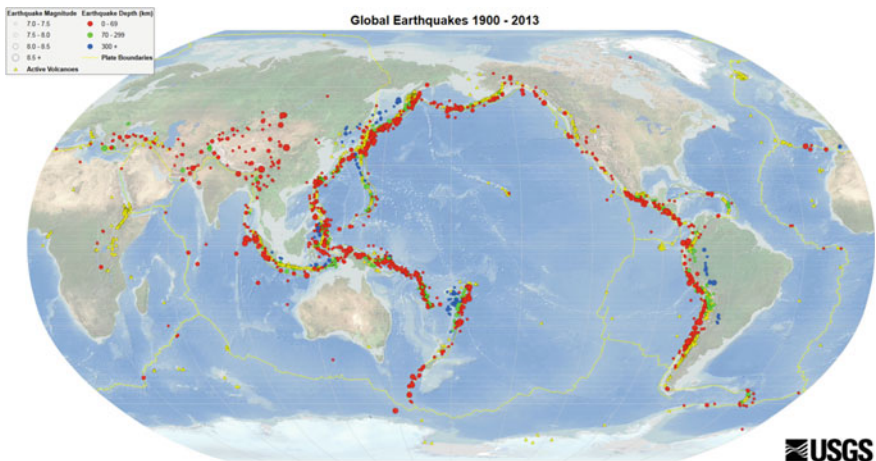 Global Earthquakes 1900 - 2013
Earthquake Magnitude Earthquake Depth (km)
7.0 - 7.5 0 - 69
7.5 - 8.0 70 - 299
8.0 - 8.5 300 +
8.5 + Plate Boundaries
Active Volcanoes
USGS